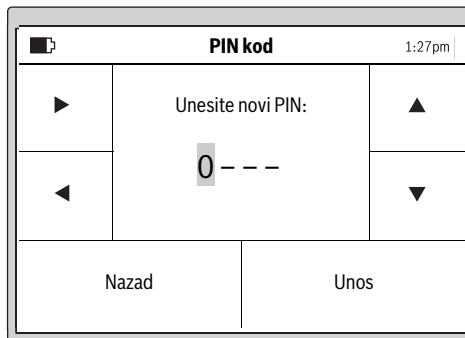 PIN kod
1:27pm
Unesite novi PIN:
0 – – –
Nazad
Unos